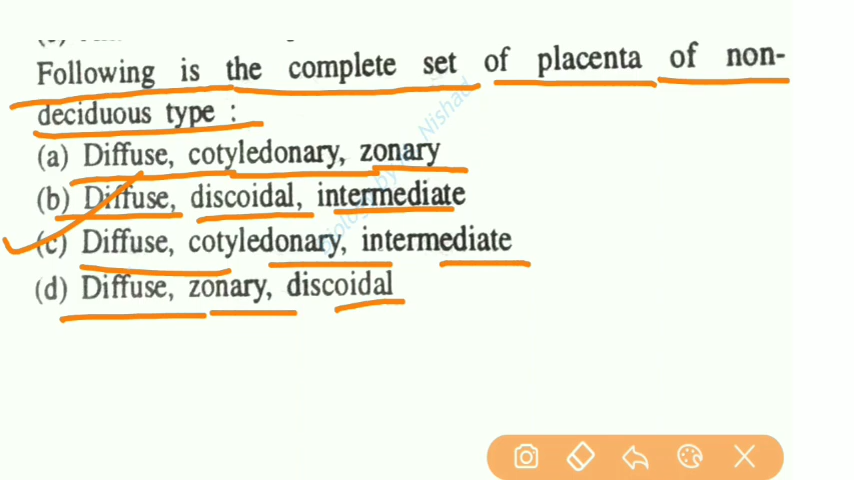 Following is the complete set of placenta of non-
deciduous type :
(a) Diffuse, cotyledonary, zonary
(b) Diffuse, discoidal, intermediate
(c) Diffuse, cotyledonary, intermediate
(d) Diffuse, zonary, discoidal